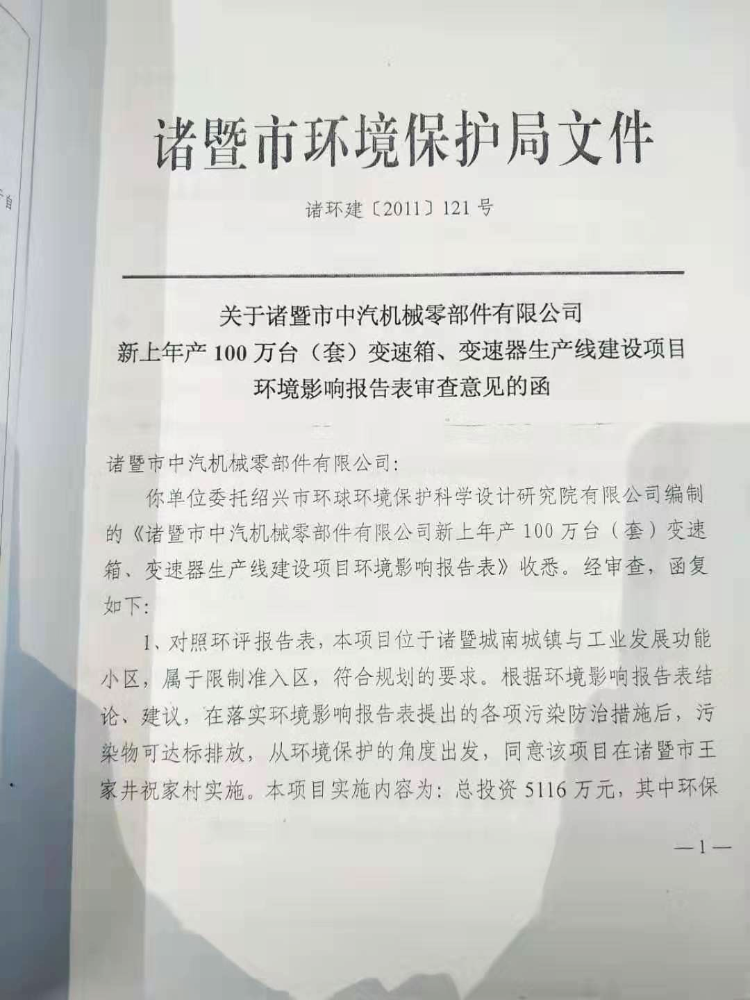 诸暨市环境保护局文件
诸环建〔2011〕121号
关于诸暨市中汽机械零部件有限公司
新上年产100万台（套）变速箱、变速器生产线建设项目
环境影响报告表审查意见的函
诸暨市中汽机械零部件有限公司：
你单位委托绍兴市环球环境保护科学设计研究院有限公司编制
的《诸暨市中汽机械零部件有限公司新上年产100万台（套）变速
箱、变速器生产线建设项目环境影响报告表》收悉。经审查，函复
如下：
1、对照环评报告表，本项目位于诸暨城南城镇与工业发展功能
小区，属于限制准入区，符合规划的要求。根据环境影响报告表结
论、建议，在落实环境影响报告表提出的各项污染防治措施后，污
染物可达标排放，从环境保护的角度出发，同意该项目在诸暨市王
家井祝家村实施。本项目实施内容为：总投资5116万元，其中环保
—1—